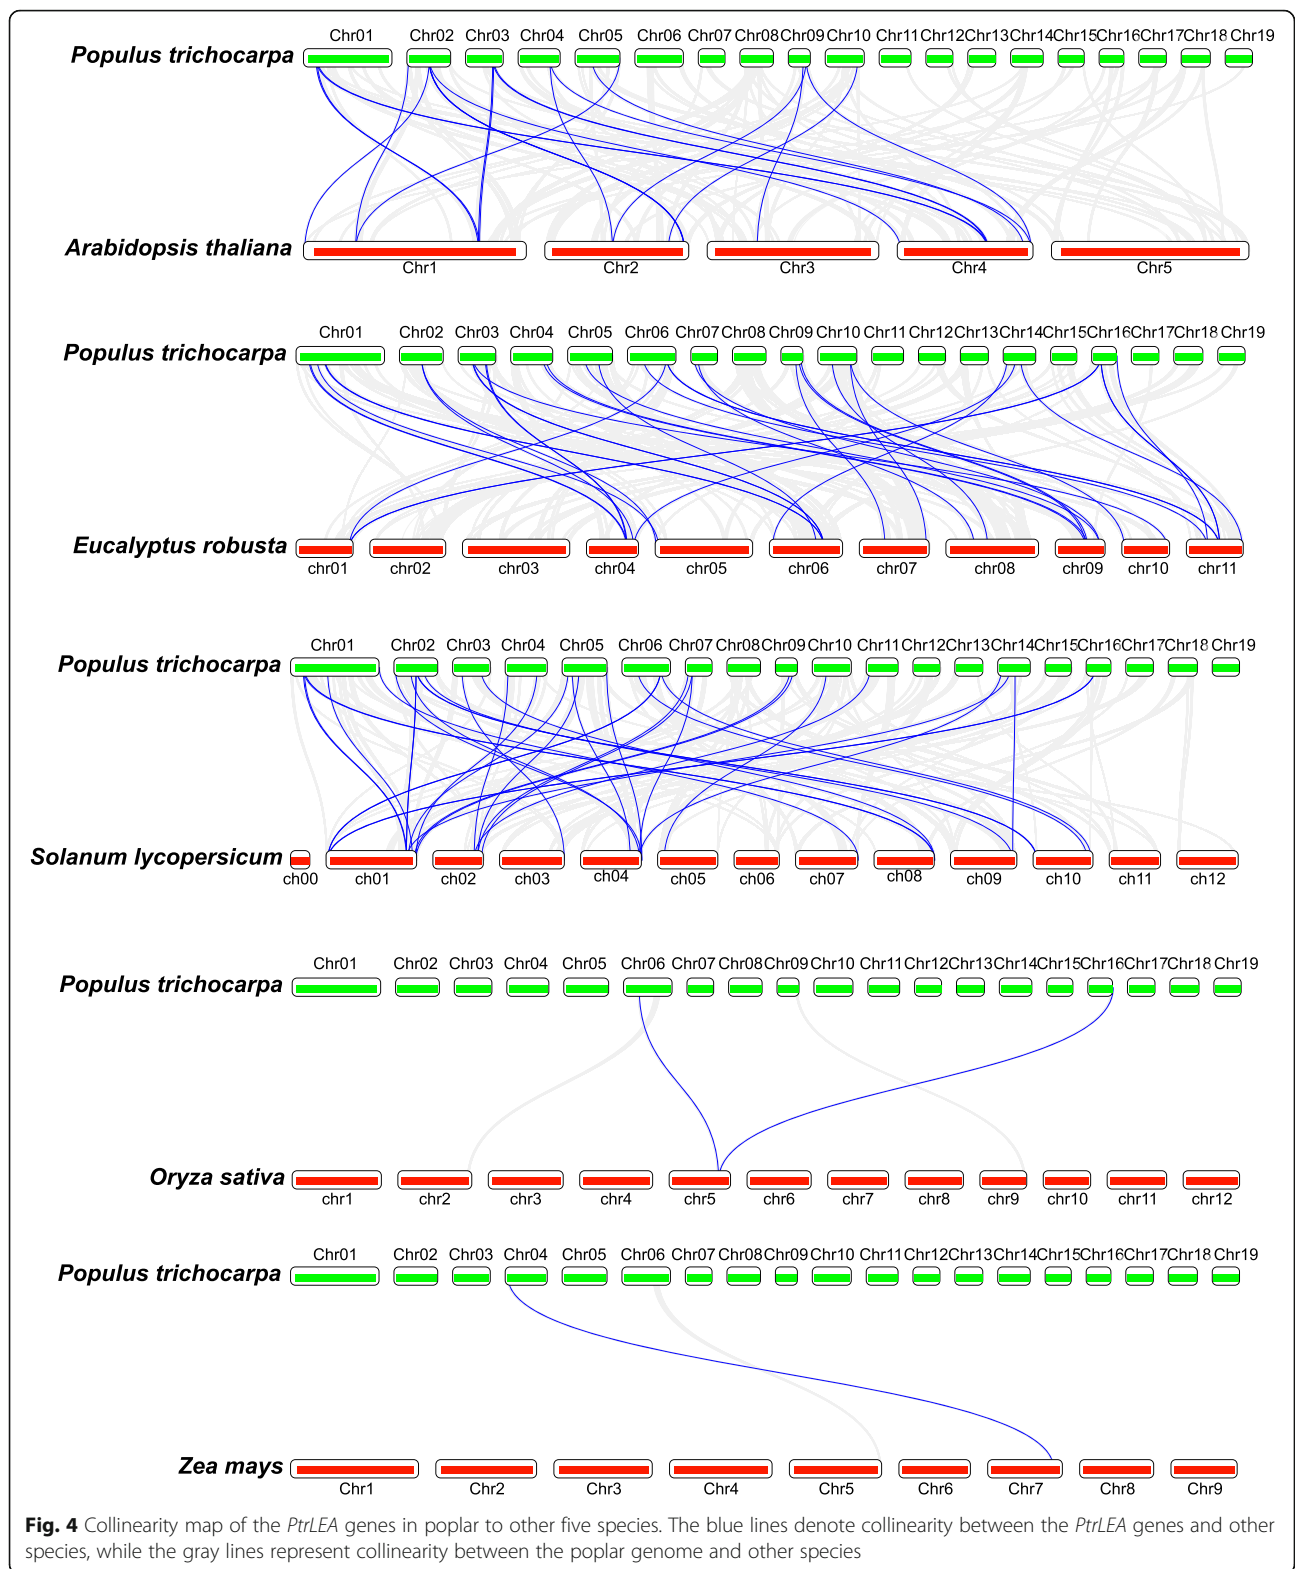 Chr01 Chr02 Chr03 Chr04 Chr05 Chr06 Chr07 Chr08 Chr09 Chr10 Chr11 Chr12 Chr13 Chr14 Chr15 Chr16 Chr17 Chr18 Chr19
Populus trichocarpa
Arabidopsis thaliana
Chr1 Chr2 Chr3 Chr4 Chr5
Chr01 Chr02 Chr03 Chr04 Chr05 Chr06 Chr07 Chr08 Chr09 Chr10 Chr11 Chr12 Chr13 Chr14 Chr15 Chr16 Chr17 Chr18 Chr19
Populus trichocarpa
Eucalyptus robusta
chr01 chr02 chr03 chr04 chr05 chr06 chr07 chr08 chr09 chr10 chr11
Chr01 Chr02 Chr03 Chr04 Chr05 Chr06 Chr07 Chr08 Chr09 Chr10 Chr11 Chr12 Chr13 Chr14 Chr15 Chr16 Chr17 Chr18 Chr19
Populus trichocarpa
Solanum lycopersicum
ch00 ch01 ch02 ch03 ch04 ch05 ch06 ch07 ch08 ch09 ch10 ch11 ch12
Chr01 Chr02 Chr03 Chr04 Chr05 Chr06 Chr07 Chr08 Chr09 Chr10 Chr11 Chr12 Chr13 Chr14 Chr15 Chr16 Chr17 Chr18 Chr19
Populus trichocarpa
Oryza sativa
chr1 chr2 chr3 chr4 chr5 chr6 chr7 chr8 chr9 chr10 chr11 chr12
Chr01 Chr02 Chr03 Chr04 Chr05 Chr06 Chr07 Chr08 Chr09 Chr10 Chr11 Chr12 Chr13 Chr14 Chr15 Chr16 Chr17 Chr18 Chr19
Populus trichocarpa
Zea mays
Chr1 Chr2 Chr3 Chr4 Chr5 Chr6 Chr7 Chr8 Chr9
Fig. 4 Collinearity map of the PtrLEA genes in poplar to other five species. The blue lines denote collinearity between the PtrLEA genes and other
species, while the gray lines represent collinearity between the poplar genome and other species